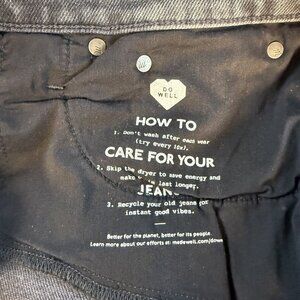 DO
WELL
HOW TO
1. Don't wash after each wear
(try every 10x).
CARE FOR YOUR
2. Skip the dryer to save energy and
make last longer.
JEAN
3. Recycle your old jeans for
instant good vibes.
Better for the planet, better for its people.
Learn more about our efforts at: madewell.com/dowe